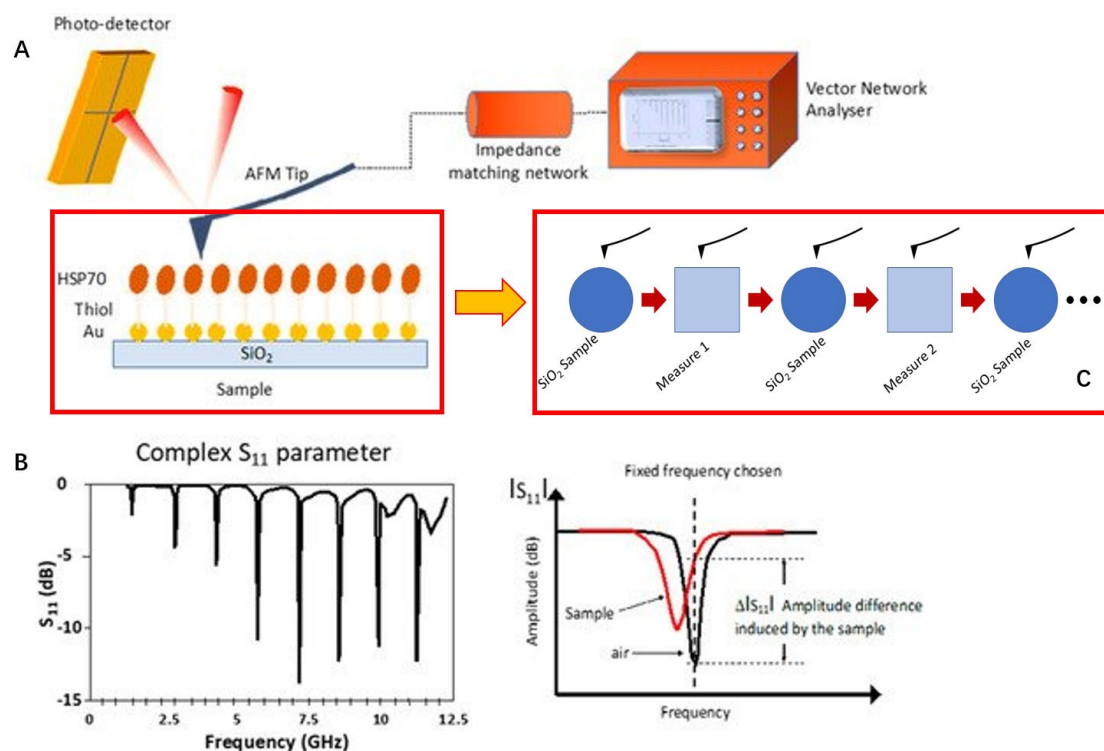 Photo-detector
A
AFM Tip
Impedance
matching network
Vector Network
Analyser
HSP70
Thiol
Au
SiO₂
Sample
SiO₂ Sample
Measure 1
SiO₂ Sample
Measure 2
SiO₂ Sample
C
B
Complex S₁₁ parameter
S₁₁ (dB)
0
-5
-10
-15
0
2.5
5
7.5
10
12.5
Frequency (GHz)
Fixed frequency chosen
|S₁₁|
Amplitude (dB)
Sample
air
Δ|S₁₁| Amplitude difference
induced by the sample
Frequency